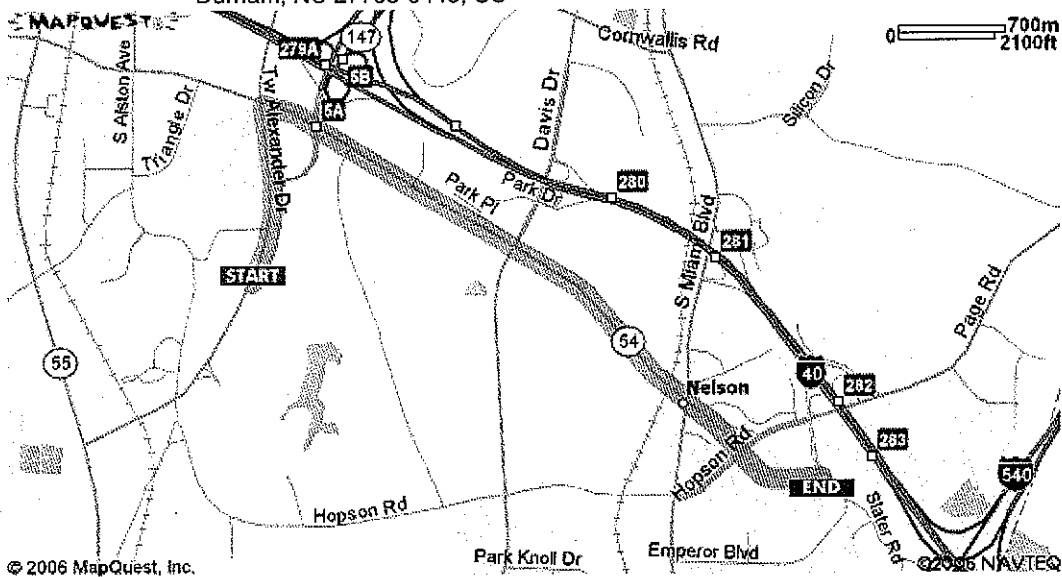 MAPQUEST
147
Cornwallis Rd
0 700m
2100ft
279A
5B
S Alston Ave
Tw Alexander Dr
Davis Dr
Silicon Dr
Triangle Dr
Park Dr
280
Park Pl
S Miami Blvd
281
START
Page Rd
54
55
40
282
Nelson
283
Hopson Rd
540
END
Hopson Rd
Slater Rd
Park Knoll Dr
Emperor Blvd
© 2006 MapQuest, Inc.
©2006 NAVTEQ